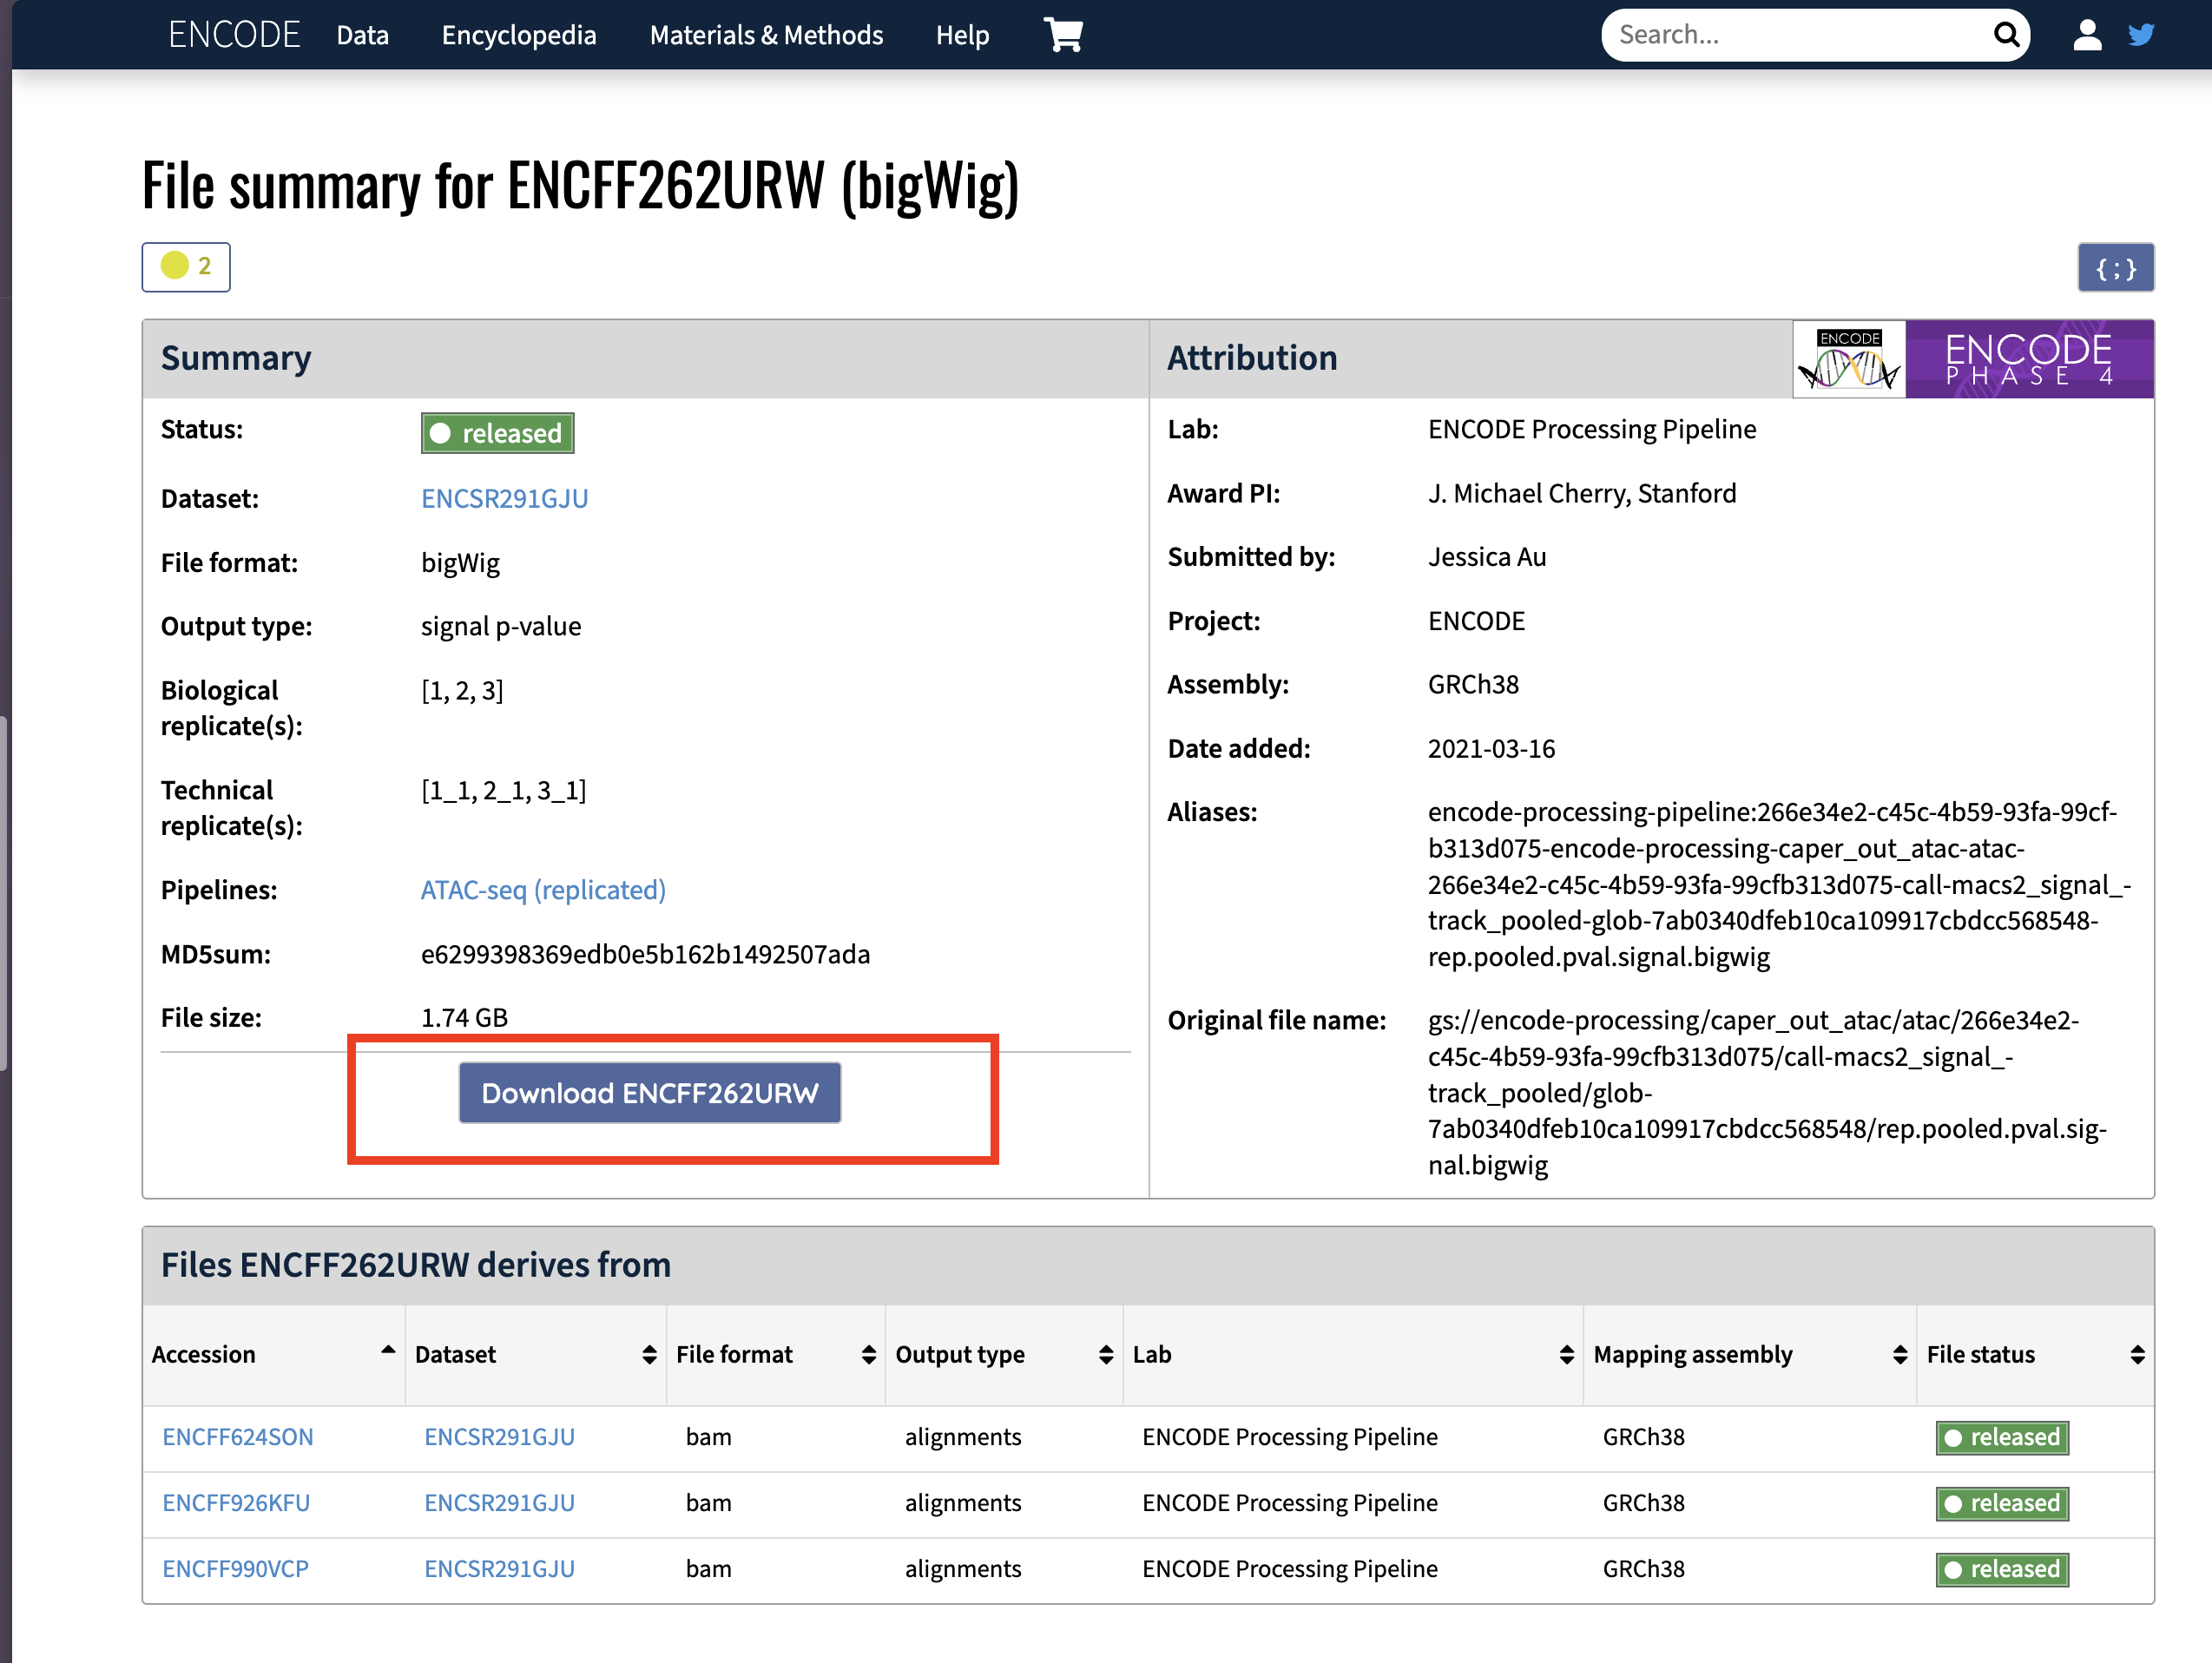 ENCODE Data Encyclopedia Materials & Methods Help Search...
File summary for ENCFF262URW (bigWig)
2
{ ; }
Summary
Status: released
Dataset: ENCSR291GJU
File format: bigWig
Output type: signal p-value
Biological replicate(s): [1, 2, 3]
Technical replicate(s): [1_1, 2_1, 3_1]
Pipelines: ATAC-seq (replicated)
MD5sum: e6299398369edb0e5b162b1492507ada
File size: 1.74 GB
Download ENCFF262URW
Attribution
ENCODE
ENCODE
PHASE 4
Lab: ENCODE Processing Pipeline
Award PI: J. Michael Cherry, Stanford
Submitted by: Jessica Au
Project: ENCODE
Assembly: GRCh38
Date added: 2021-03-16
Aliases: encode-processing-pipeline:266e34e2-c45c-4b59-93fa-99cf-
b313d075-encode-processing-caper_out_atac-atac-
266e34e2-c45c-4b59-93fa-99cfb313d075-call-macs2_signal_-
track_pooled-glob-7ab0340dfeb10ca109917cbdcc568548-
rep.pooled.pval.signal.bigwig
Original file name: gs://encode-processing/caper_out_atac/atac/266e34e2-
c45c-4b59-93fa-99cfb313d075/call-macs2_signal_-
track_pooled/glob-
7ab0340dfeb10ca109917cbdcc568548/rep.pooled.pval.sig-
nal.bigwig
Files ENCFF262URW derives from
Accession Dataset File format Output type Lab Mapping assembly File status
ENCFF624SON ENCSR291GJU bam alignments ENCODE Processing Pipeline GRCh38 released
ENCFF926KFU ENCSR291GJU bam alignments ENCODE Processing Pipeline GRCh38 released
ENCFF990VCP ENCSR291GJU bam alignments ENCODE Processing Pipeline GRCh38 released